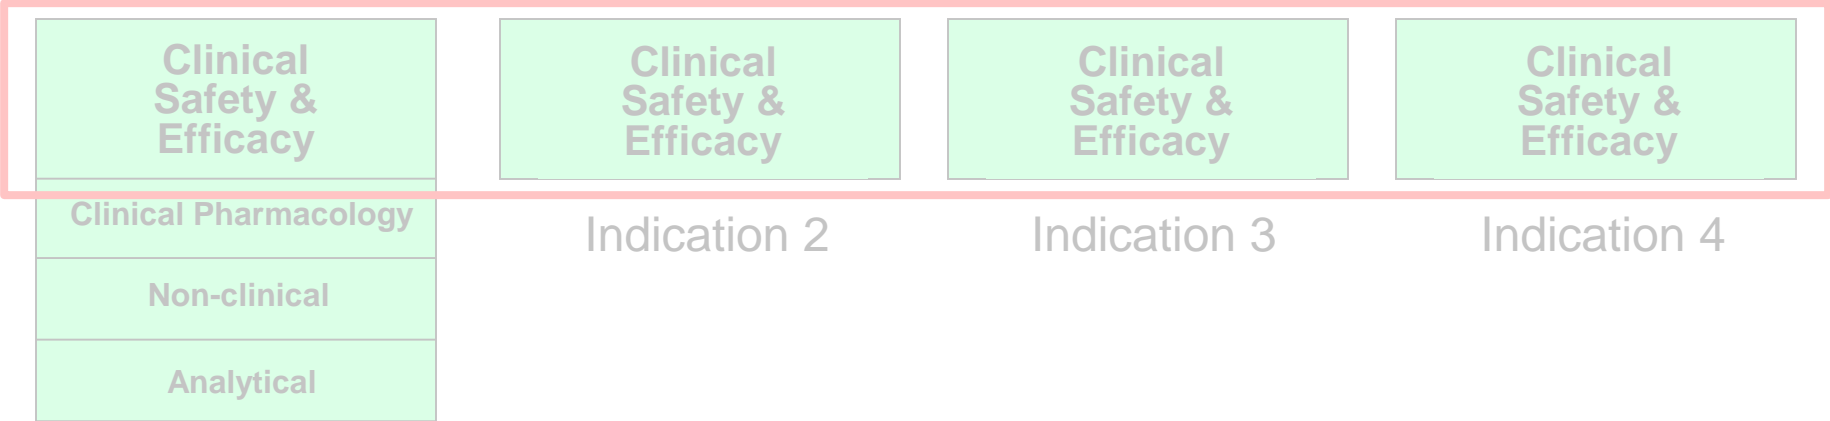 Clinical
Safety &
Efficacy
Clinical Pharmacology
Non-clinical
Analytical
Clinical
Safety &
Efficacy
Indication 2
Clinical
Safety &
Efficacy
Indication 3
Clinical
Safety &
Efficacy
Indication 4